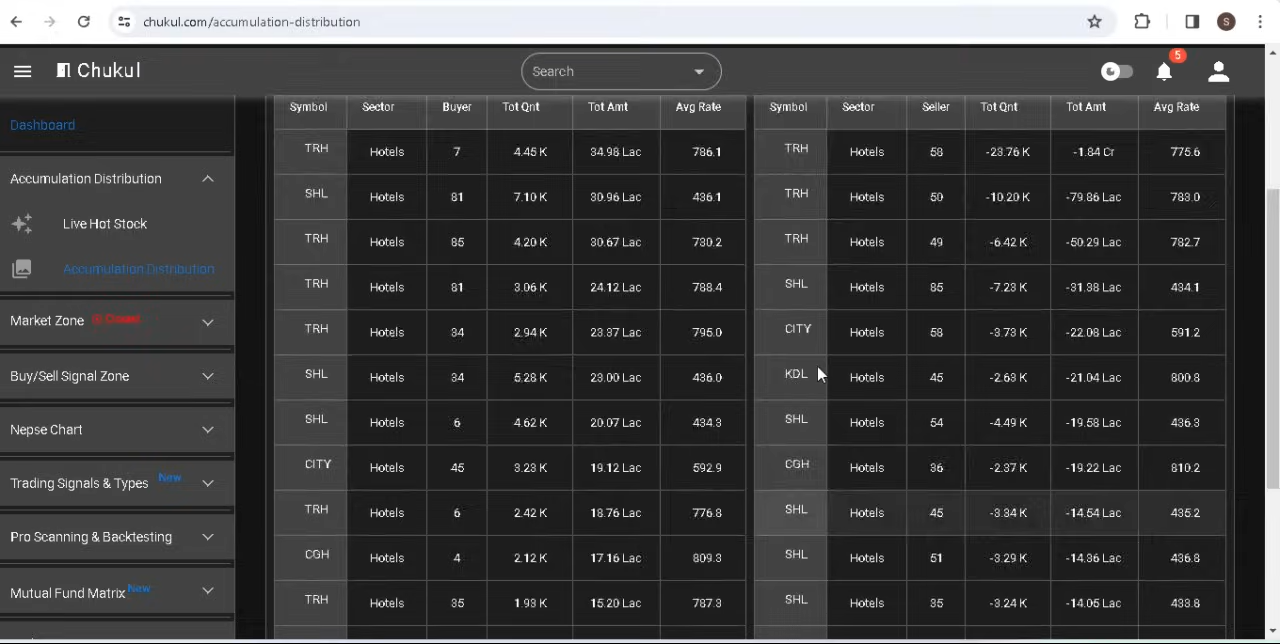 chukul.com/accumulation-distribution
S
Chukul
Search
5
Dashboard
Accumulation Distribution
Live Hot Stock
Accumulation Distribution
Market Zone Closed
Buy/Sell Signal Zone
Nepse Chart
Trading Signals & Types New
Pro Scanning & Backtesting
Mutual Fund Matrix New
Symbol Sector Buyer Tot Qnt Tot Amt Avg Rate
TRH Hotels 7 4.45 K 34.98 Lac 786.1
SHL Hotels 81 7.10 K 30.96 Lac 436.1
TRH Hotels 85 4.20 K 30.67 Lac 730.2
TRH Hotels 81 3.06 K 24.12 Lac 788.4
TRH Hotels 34 2.94 K 23.37 Lac 795.0
SHL Hotels 34 5.28 K 23.00 Lac 436.0
SHL Hotels 6 4.62 K 20.07 Lac 434.3
CITY Hotels 45 3.23 K 19.12 Lac 592.9
TRH Hotels 6 2.42 K 18.76 Lac 776.8
CGH Hotels 4 2.12 K 17.16 Lac 809.3
TRH Hotels 35 1.93 K 15.20 Lac 787.3
Symbol Sector Seller Tot Qnt Tot Amt Avg Rate
TRH Hotels 58 -23.76 K -1.84 Cr 775.6
TRH Hotels 50 -10.20 K -79.86 Lac 783.0
TRH Hotels 49 -6.42 K -50.29 Lac 782.7
SHL Hotels 85 -7.23 K -31.38 Lac 434.1
CITY Hotels 58 -3.73 K -22.08 Lac 591.2
KDL Hotels 45 -2.63 K -21.04 Lac 800.8
SHL Hotels 54 -4.49 K -19.58 Lac 436.3
CGH Hotels 36 -2.37 K -19.22 Lac 810.2
SHL Hotels 45 -3.34 K -14.54 Lac 435.2
SHL Hotels 51 -3.29 K -14.36 Lac 436.8
SHL Hotels 35 -3.24 K -14.05 Lac 433.8